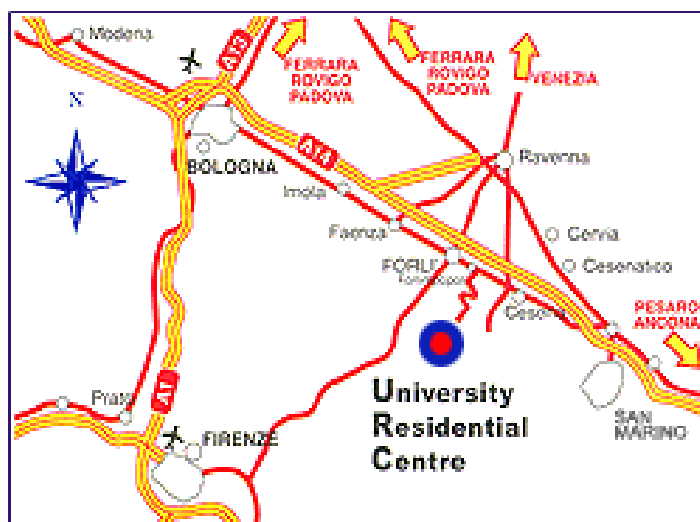 Modena
A13
FERRARA
ROVIGO
PADOVA
FERRARA
ROVIGO
PADOVA
VENEZIA
N
A14
BOLOGNA
Ravenna
Imola
Faenza
Cervia
FORLI'
Cesenatico
Cesena
PESARO
ANCONA
A1
Prato
University
Residential
Centre
SAN
MARINO
FIRENZE